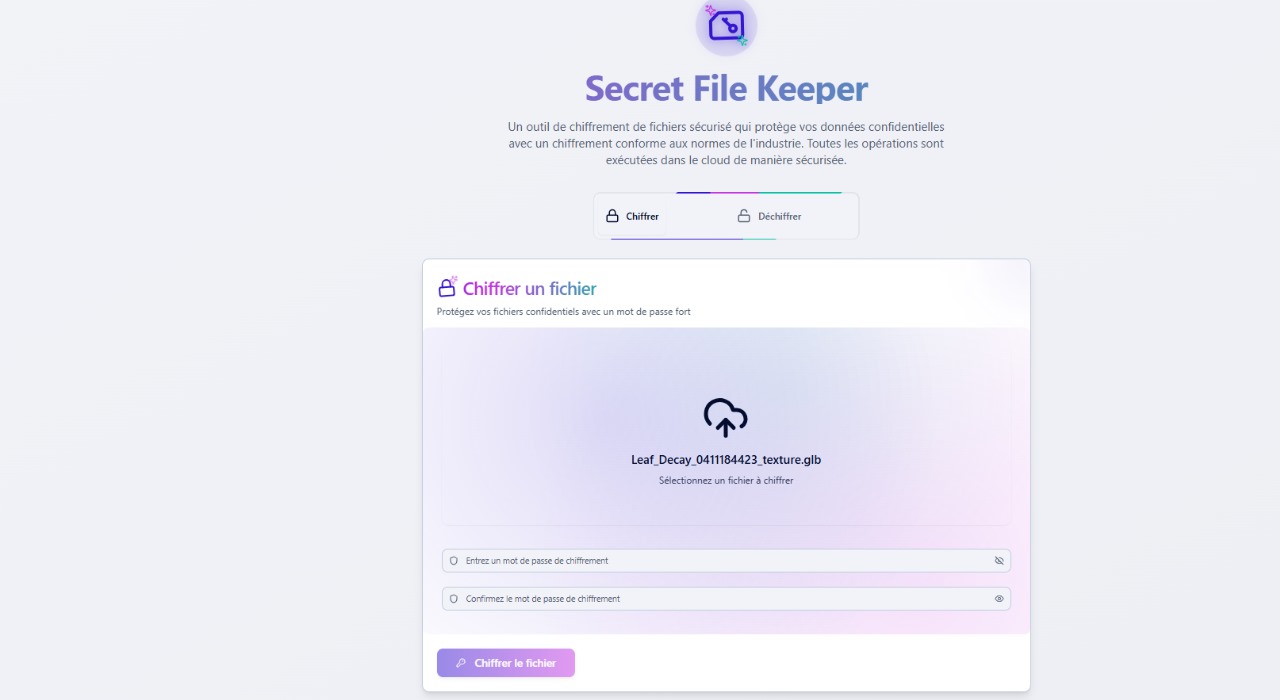 Secret File Keeper
Un outil de chiffrement de fichiers sécurisé qui protège vos données confidentielles
avec un chiffrement conforme aux normes de l'industrie. Toutes les opérations sont
exécutées dans le cloud de manière sécurisée.
Chiffrer
Déchiffrer
Chiffrer un fichier
Protégez vos fichiers confidentiels avec un mot de passe fort
Leaf_Decay_0411184423_texture.glb
Sélectionnez un fichier à chiffrer
Entrez un mot de passe de chiffrement
Confirmez le mot de passe de chiffrement
Chiffrer le fichier